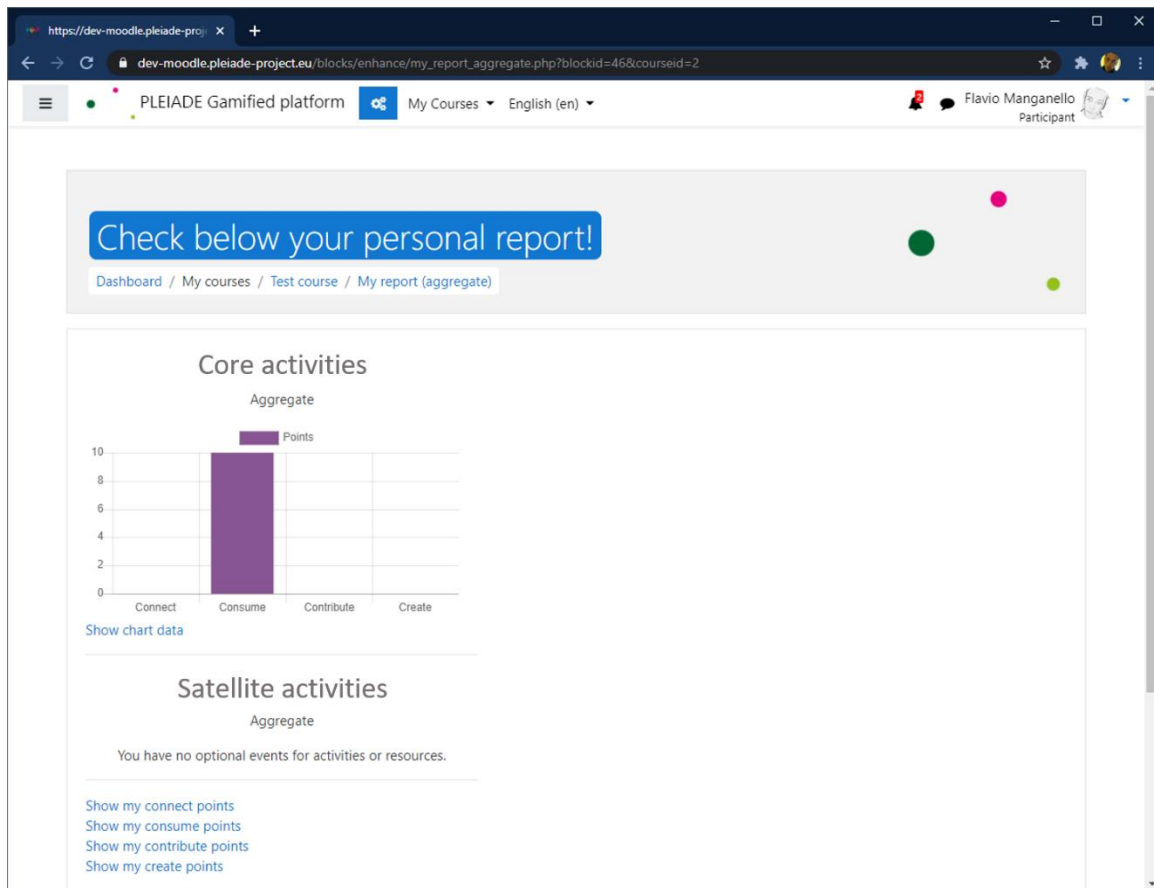 https://dev-moodle.pleiade-proj
dev-moodle.pleiade-project.eu/blocks/enhance/my_report_aggregate.php?blockid=46&courseid=2
PLEIADE Gamified platform My Courses English (en) 2 Flavio Manganello
Participant
Check below your personal report!
Dashboard / My courses / Test course / My report (aggregate)
Core activities
Aggregate
Points
10
8
6
4
2
0
Connect Consume Contribute Create
Show chart data
Satellite activities
Aggregate
You have no optional events for activities or resources.
Show my connect points
Show my consume points
Show my contribute points
Show my create points